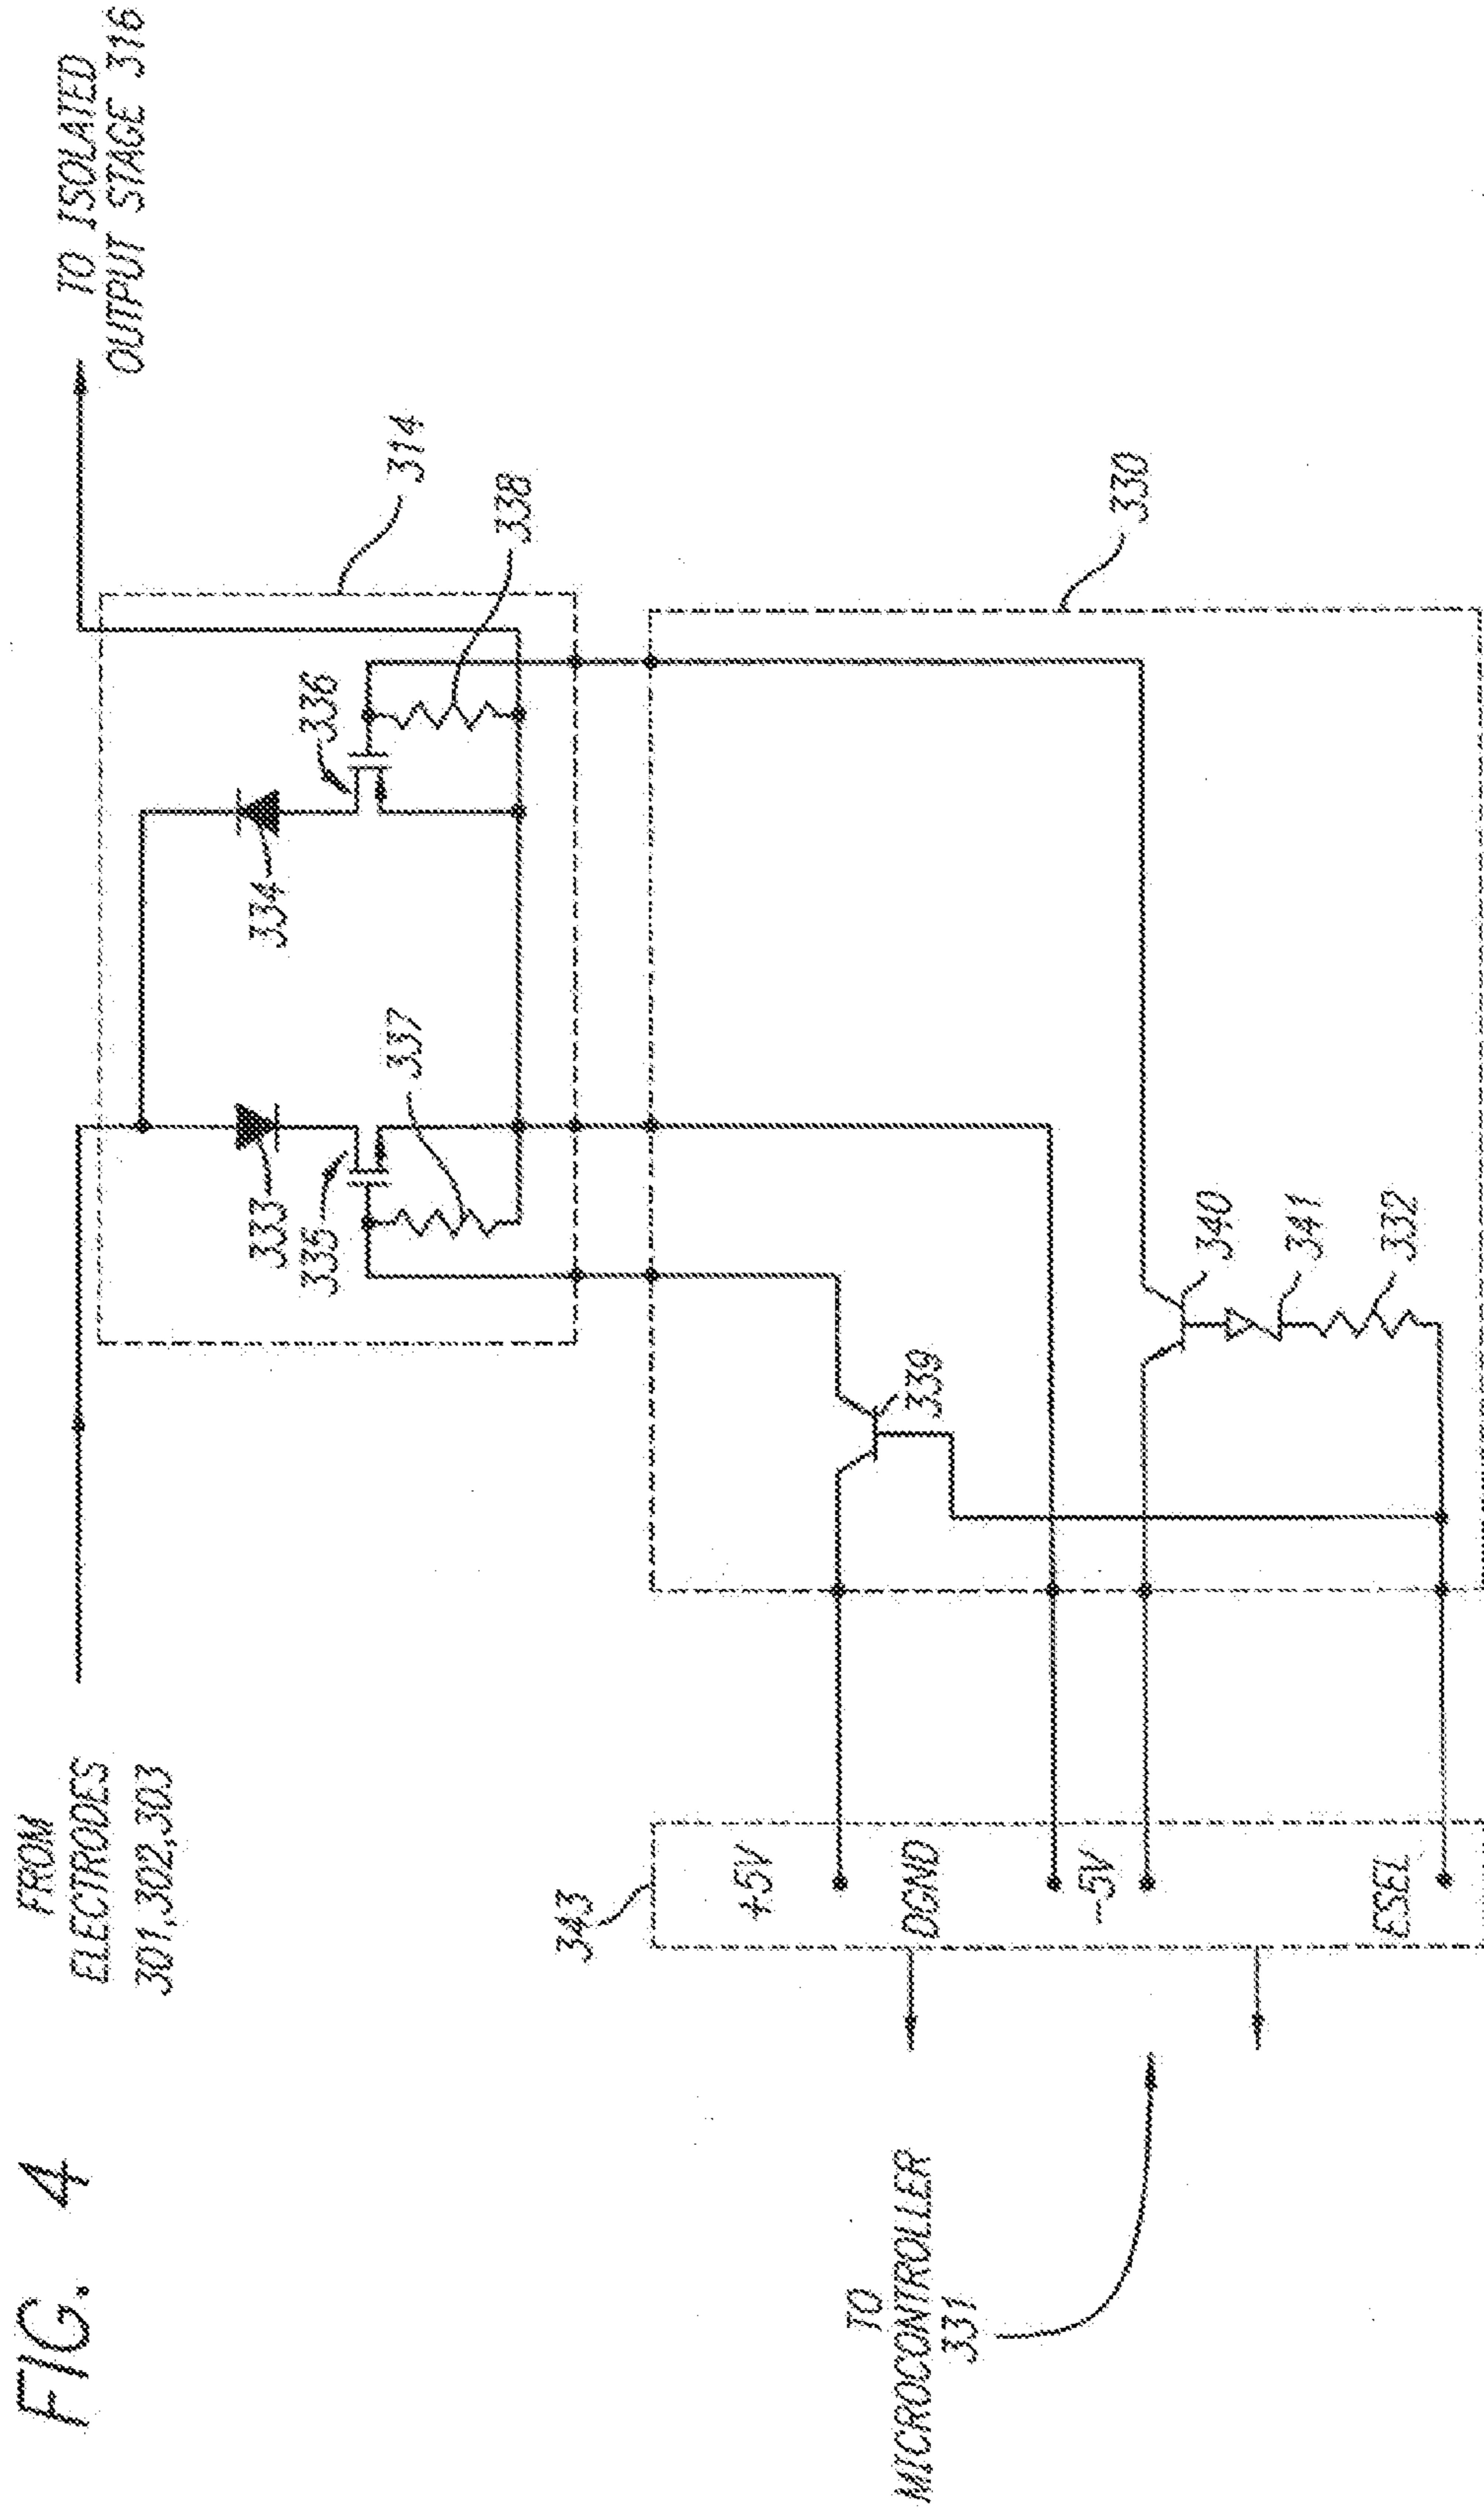 FIG. 4
FROM
ELECTRODES
301,302,303
TO ISOLATED
OUTPUT STAGE 316
314
338
336
334
337
333
335
330
339
340
341
332
343
+5V
DGND
-5V
ESEL
TO
MICROCONTROLLER
331